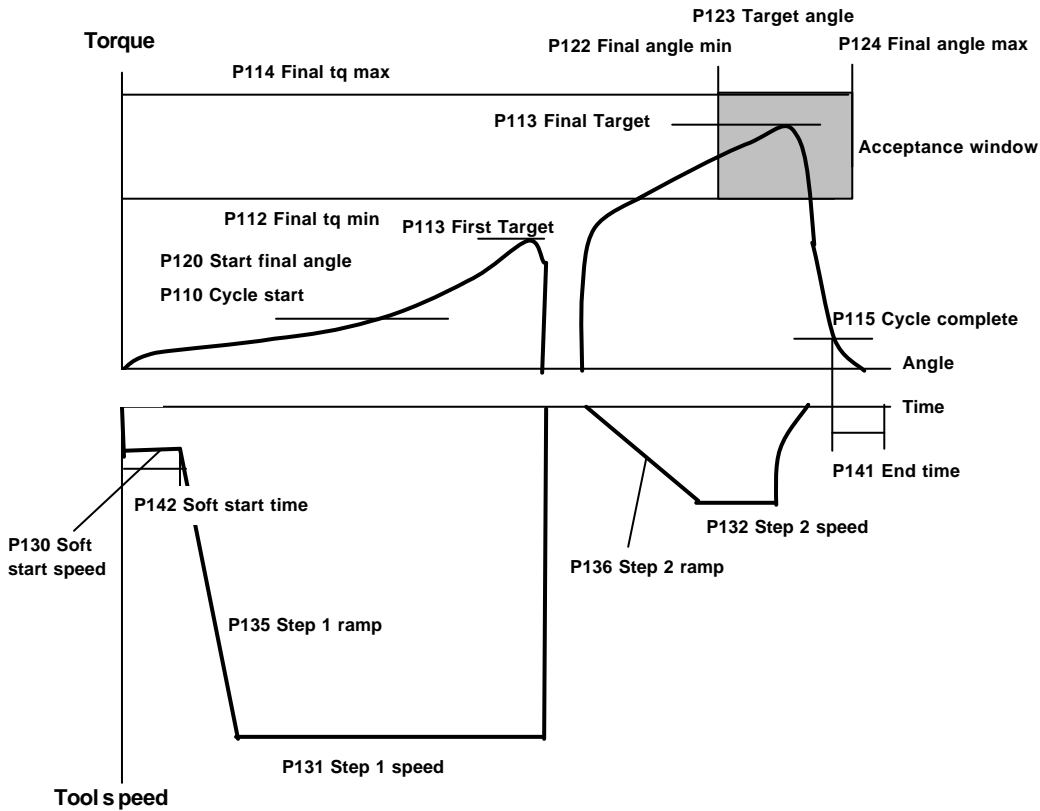 P123 Target angle
Torque
P122 Final angle min
P124 Final angle max
P114 Final tq max
P113 Final Target
Acceptance window
P112 Final tq min
P113 First Target
P120 Start final angle
P110 Cycle start
P115 Cycle complete
Angle
Time
P141 End time
P142 Soft start time
P132 Step 2 speed
P130 Soft
start speed
P136 Step 2 ramp
P135 Step 1 ramp
P131 Step 1 speed
Tool speed